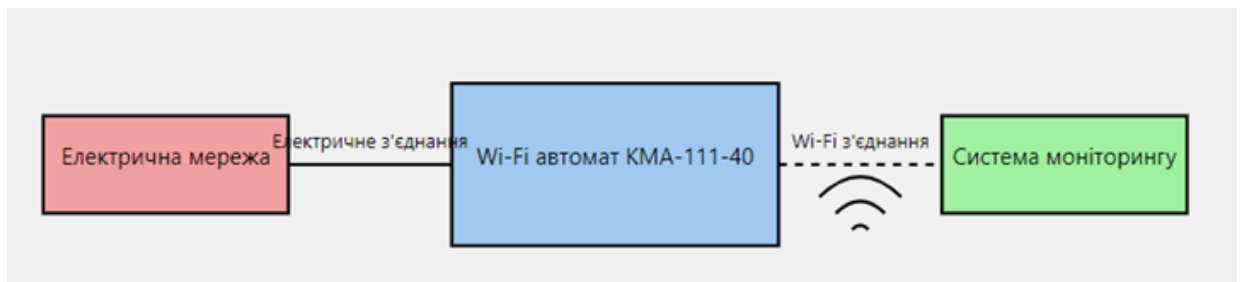 Електрична мережа
Електричне з'єднання
Wi-Fi автомат КМА-111-40
Wi-Fi з'єднання
Система моніторингу